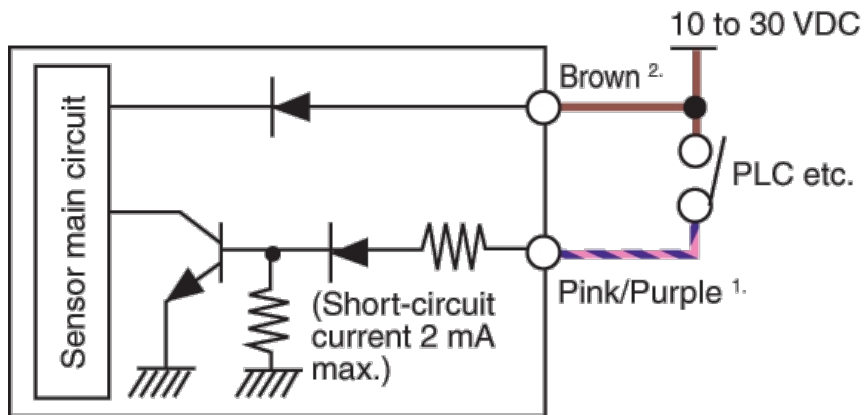 10 to 30 VDC
Brown 2.
Sensor main circuit
PLC etc.
Pink/Purple 1.
(Short-circuit
current 2 mA
max.)